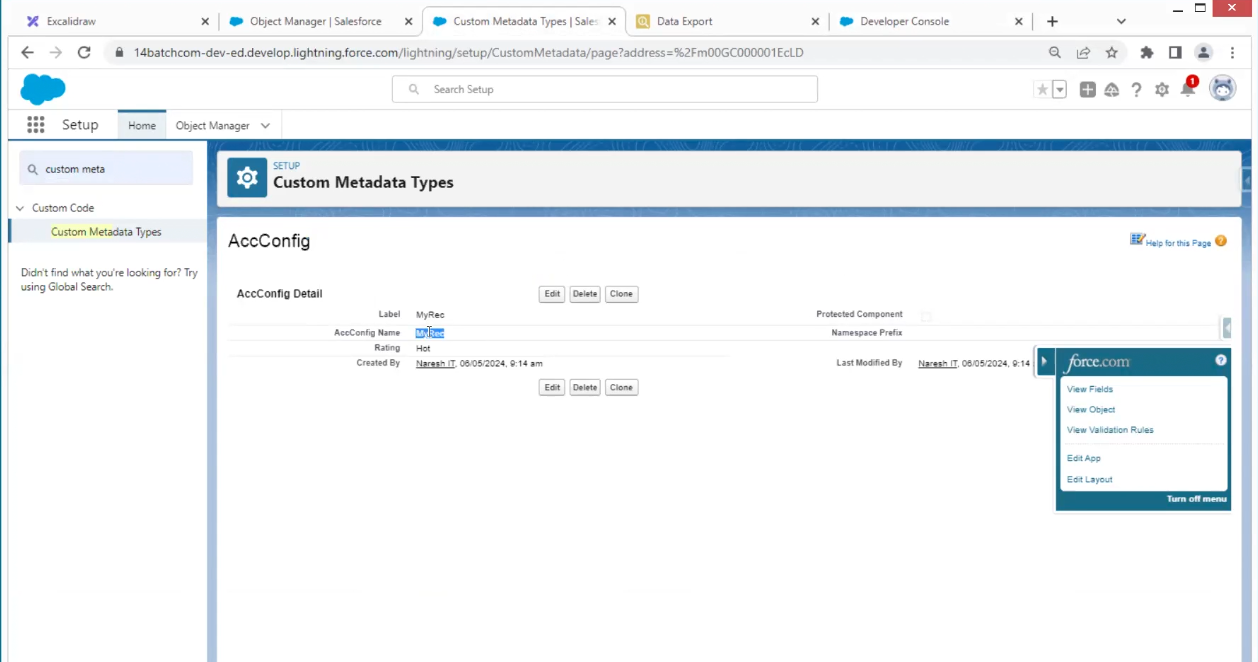 Excalidraw
Object Manager | Salesforce
Custom Metadata Types | Sales
Data Export
Developer Console
14batchcom-dev-ed.develop.lightning.force.com/lightning/setup/CustomMetadata/page?address=%2Fm00GC000001EcLD
Search Setup
1
Setup
Home
Object Manager
custom meta
Custom Code
Custom Metadata Types
Didn't find what you're looking for? Try
using Global Search.
SETUP
Custom Metadata Types
AccConfig
Help for this Page
AccConfig Detail
Edit Delete Clone
Label MyRec
Protected Component
AccConfig Name MyRec
Namespace Prefix
Rating Hot
Created By Naresh IT, 06/05/2024, 9:14 am
Last Modified By Naresh IT, 06/05/2024, 9:14
Edit Delete Clone
force.com
View Fields
View Object
View Validation Rules
Edit App
Edit Layout
Turn off menu